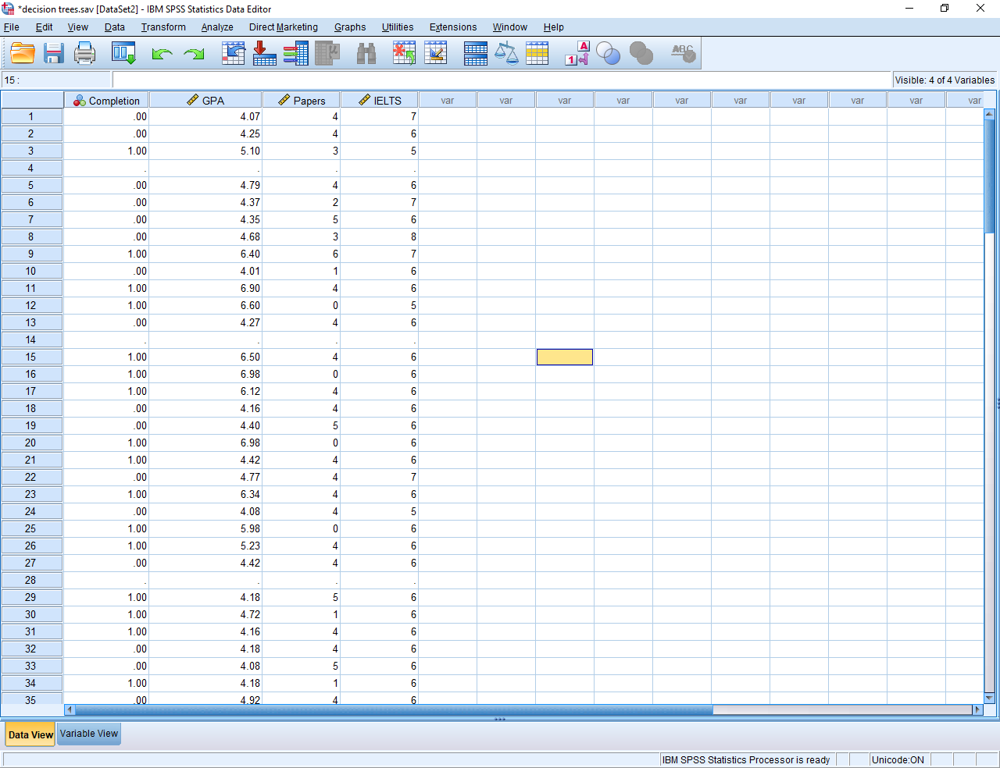 *decision trees.sav [DataSet2] - IBM SPSS Statistics Data Editor
File Edit View Data Transform Analyze Direct Marketing Graphs Utilities Extensions Window Help
A
1
ABC
15 : Visible: 4 of 4 Variables
Completion GPA Papers IELTS var var var var var var var var var var
1 .00 4.07 4 7
2 .00 4.25 4 6
3 1.00 5.10 3 5
4 . . . .
5 .00 4.79 4 6
6 .00 4.37 2 7
7 .00 4.35 5 6
8 .00 4.68 3 8
9 1.00 6.40 6 7
10 .00 4.01 1 6
11 1.00 6.90 4 6
12 1.00 6.60 0 5
13 .00 4.27 4 6
14 . . . .
15 1.00 6.50 4 6
16 1.00 6.98 0 6
17 1.00 6.12 4 6
18 .00 4.16 4 6
19 .00 4.40 5 6
20 1.00 6.98 0 6
21 1.00 4.42 4 6
22 .00 4.77 4 7
23 1.00 6.34 4 6
24 .00 4.08 4 5
25 1.00 5.98 0 6
26 1.00 5.23 4 6
27 .00 4.42 4 6
28 . . . .
29 1.00 4.18 5 6
30 1.00 4.72 1 6
31 1.00 4.16 4 6
32 .00 4.18 4 6
33 .00 4.08 5 6
34 1.00 4.18 1 6
35 .00 4.92 4 6
Data View Variable View
IBM SPSS Statistics Processor is ready Unicode:ON